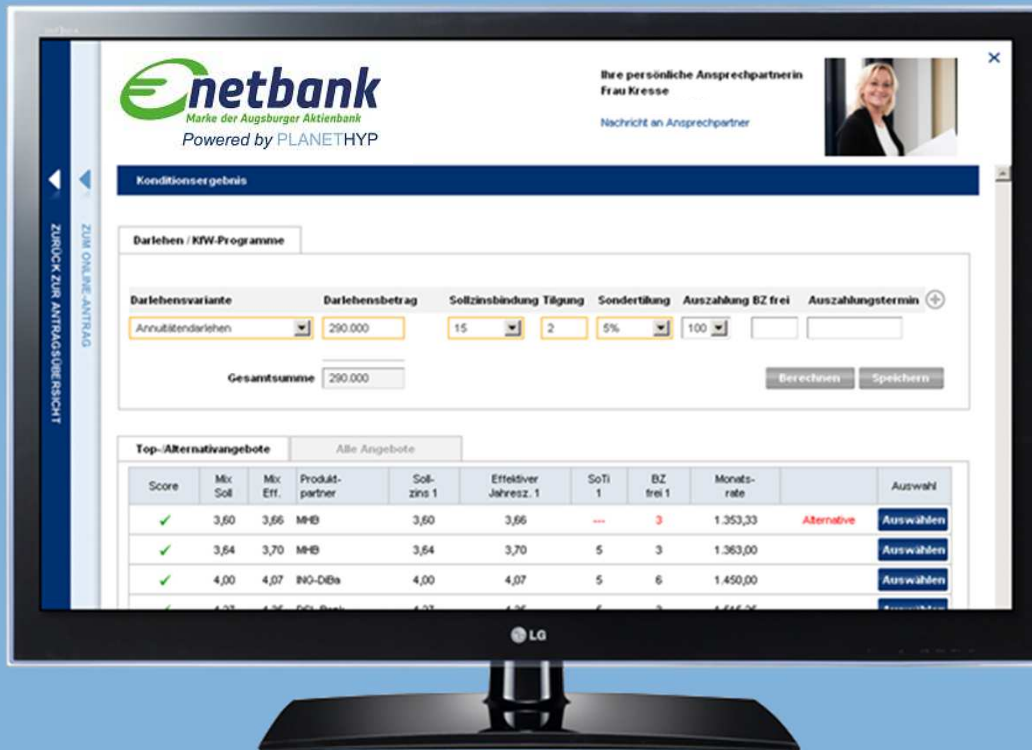 netbank
Marke der Augsburger Aktienbank
Powered by PLANETHYP
Ihre persönliche Ansprechpartnerin
Frau Kresse
Nachricht an Ansprechpartner
×
ZURÜCK ZUR ANTRAGSÜBERSICHT
ZUM ONLINE-ANTRAG
Konditionsergebnis
Darlehen / KfW-Programme
Darlehensvariante Darlehensbetrag Sollzinsbindung Tilgung Sondertilung Auszahlung BZ frei Auszahlungstermin
Annuitätendarlehen 290.000 15 2 5% 100
Gesamtsumme 290.000 Berechnen Speichern
Top-/Alternativangebote Alle Angebote
Score Mix Soll Mix Eff. Produkt-partner Soll-zins 1 Effektiver Jahresz. 1 SoTi 1 BZ frei 1 Monats-rate Auswahl
✓ 3,60 3,66 MHB 3,60 3,66 --- 3 1.353,33 Alternative Auswählen
✓ 3,64 3,70 MHB 3,64 3,70 5 3 1.363,00 Auswählen
✓ 4,00 4,07 ING-DiBa 4,00 4,07 5 6 1.450,00 Auswählen
LG